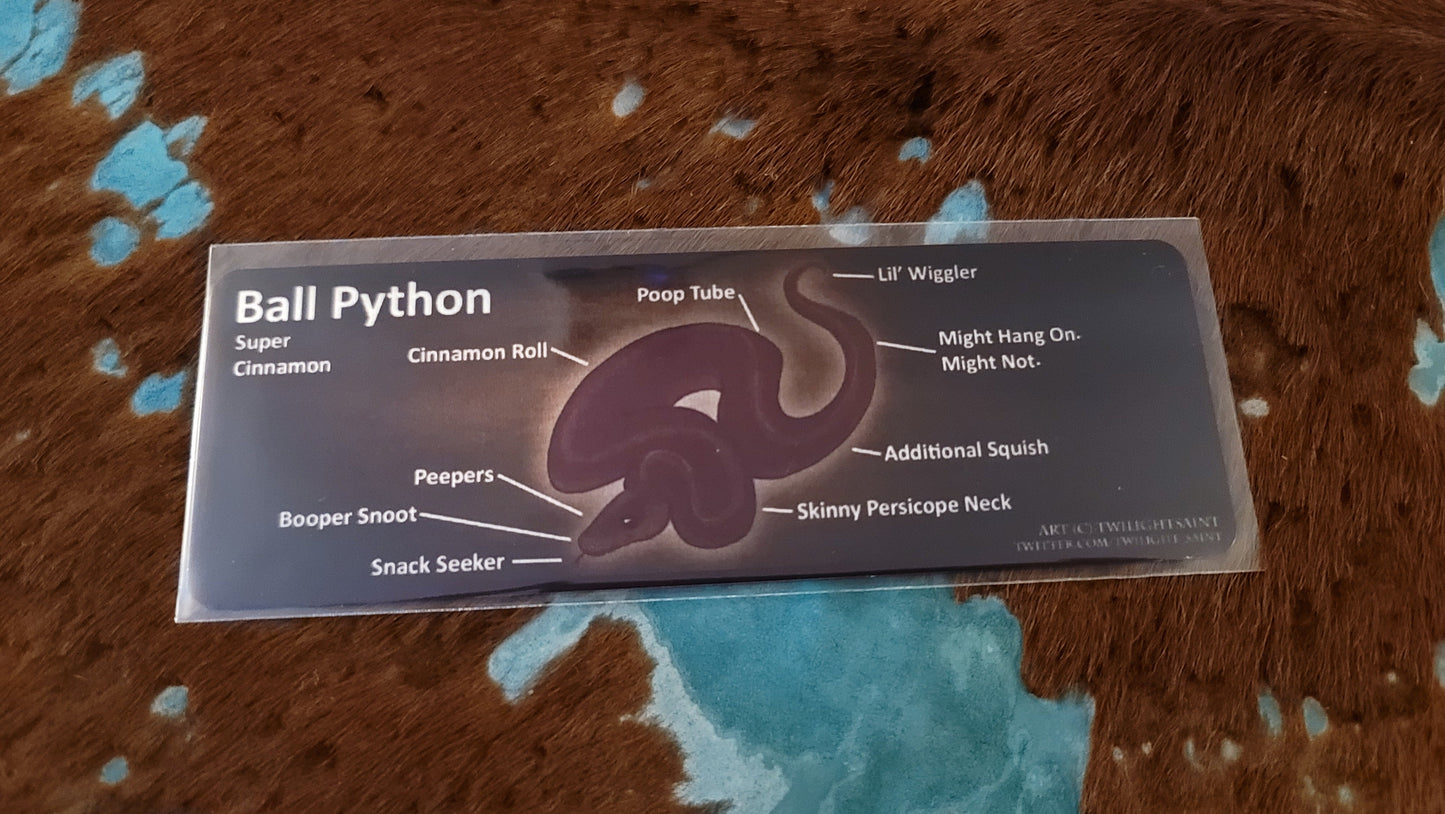 Ball Python
Super
Cinnamon
Lil' Wiggler
Poop Tube
Might Hang On.
Might Not.
Cinnamon Roll
Additional Squish
Peepers
Skinny Persicope Neck
Booper Snoot
Snack Seeker
ART (C) TWILIGHTSAINT
TWITTER.COM/TWILIGHT_SAINT